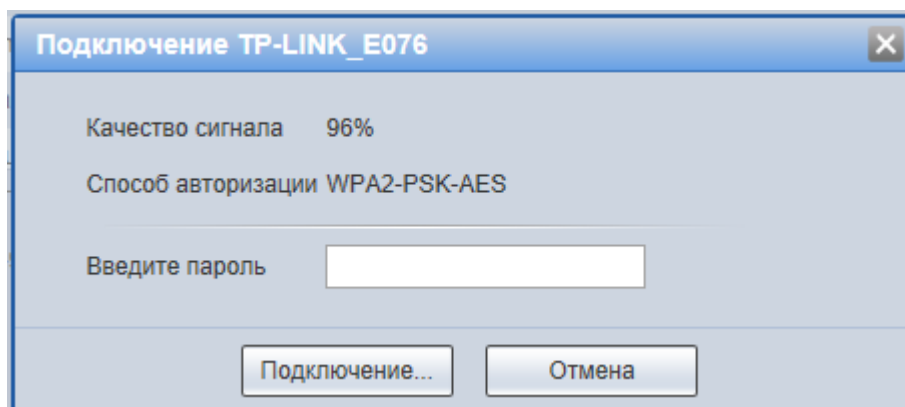 Подключение TP-LINK_E076
Качество сигнала 96%
Способ авторизации WPA2-PSK-AES
Введите пароль
Подключение... Отмена